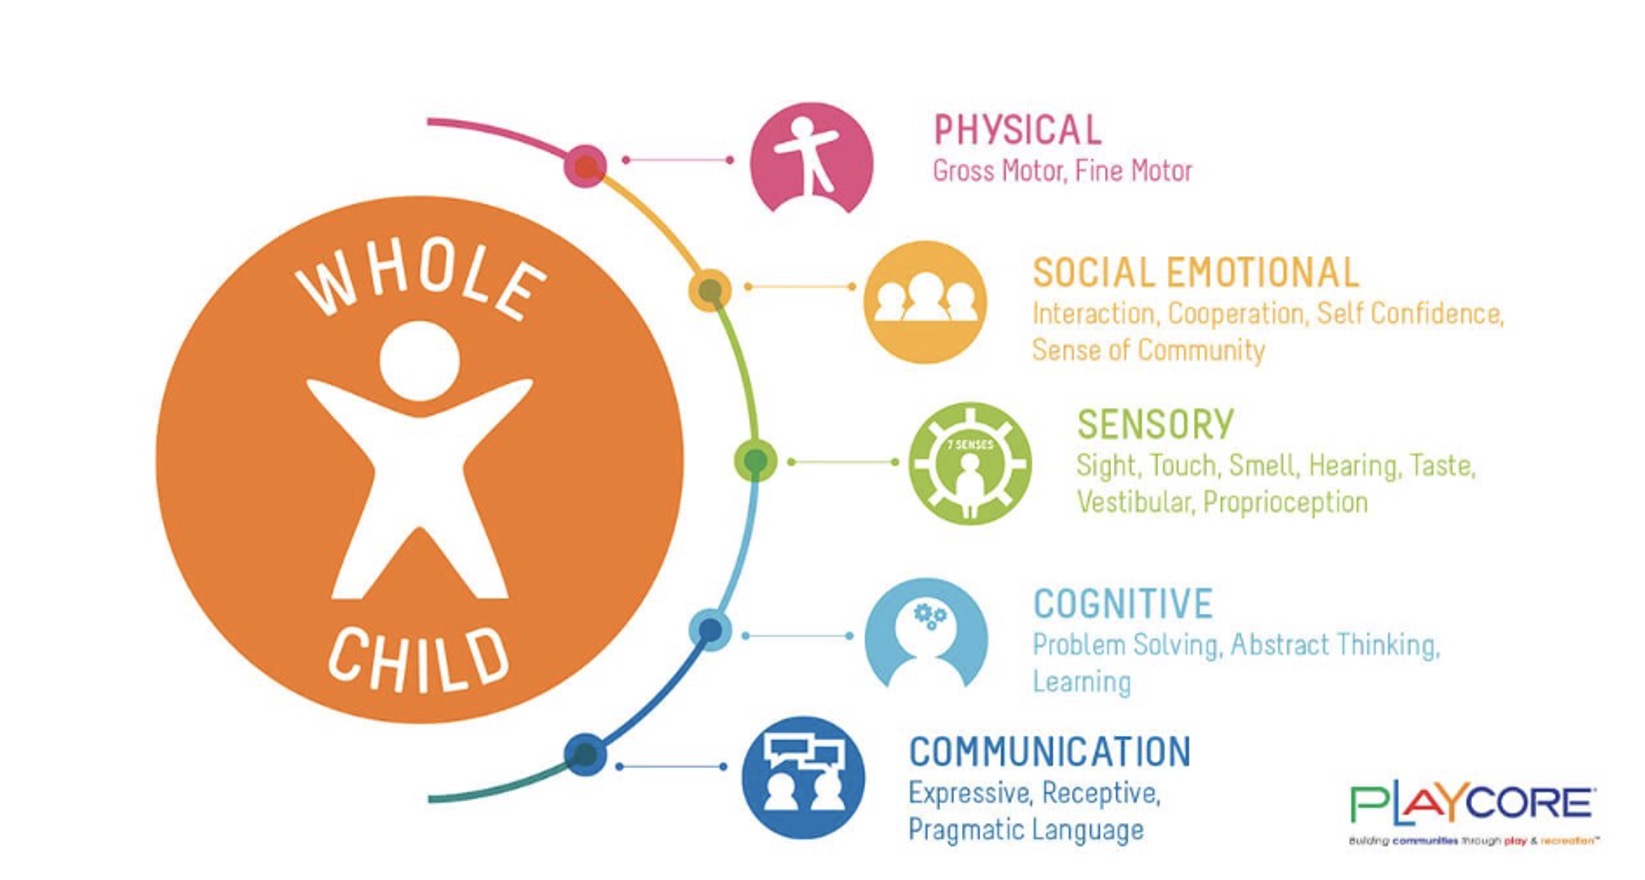 WHOLE
CHILD
PHYSICAL
Gross Motor, Fine Motor
SOCIAL EMOTIONAL
Interaction, Cooperation, Self Confidence,
Sense of Community
7 SENSES
SENSORY
Sight, Touch, Smell, Hearing, Taste,
Vestibular, Proprioception
COGNITIVE
Problem Solving, Abstract Thinking,
Learning
COMMUNICATION
Expressive, Receptive,
Pragmatic Language
PLAYCORE
Building communities through play & recreation™